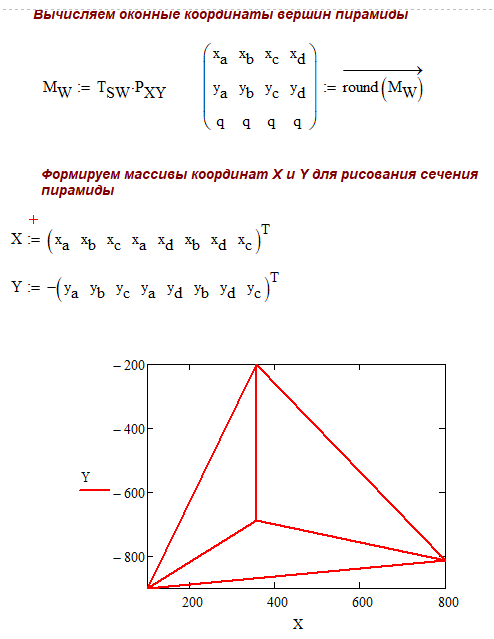 Вычисляем оконные координаты вершин пирамиды
M_W := T_SW·P_XY (x_a x_b x_c x_d
y_a y_b y_c y_d
q q q q) := round(M_W)
Формируем массивы координат X и Y для рисования сечения
пирамиды
X := (x_a x_b x_c x_a x_d x_b x_d x_c)^T
Y := −(y_a y_b y_c y_a y_d y_b y_d y_c)^T
−200
−400
Y
−600
−800
200 400 600 800
X